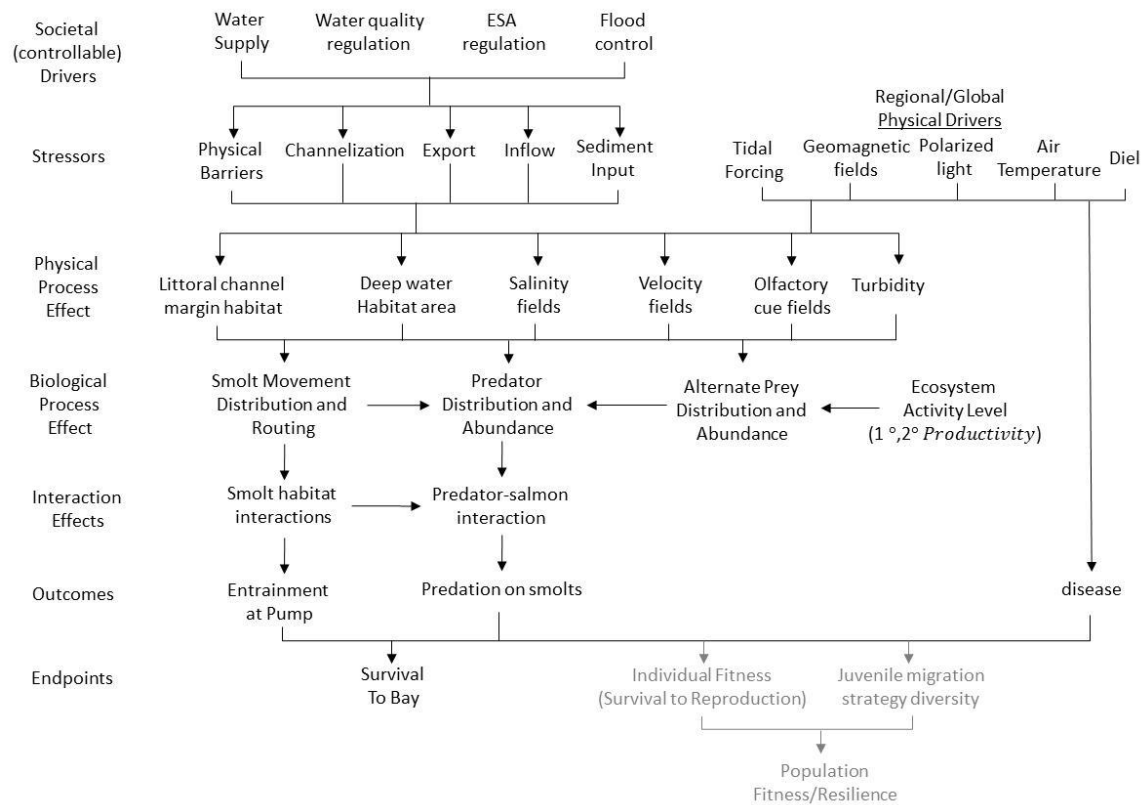 Societal
(controllable)
Drivers
Water
Supply
Water quality
regulation
ESA
regulation
Flood
control
Regional/Global
Physical Drivers
Stressors
Physical
Barriers
Channelization
Export
Inflow
Sediment
Input
Tidal
Forcing
Geomagnetic
fields
Polarized
light
Air
Temperature
Diel
Physical
Process
Effect
Littoral channel
margin habitat
Deep water
Habitat area
Salinity
fields
Velocity
fields
Olfactory
cue fields
Turbidity
Biological
Process
Effect
Smolt Movement
Distribution and
Routing
Predator
Distribution and
Abundance
Alternate Prey
Distribution and
Abundance
Ecosystem
Activity Level
(1 °,2° Productivity)
Interaction
Effects
Smolt habitat
interactions
Predator-salmon
interaction
Outcomes
Entrainment
at Pump
Predation on smolts
disease
Endpoints
Survival
To Bay
Individual Fitness
(Survival to Reproduction)
Juvenile migration
strategy diversity
Population
Fitness/Resilience